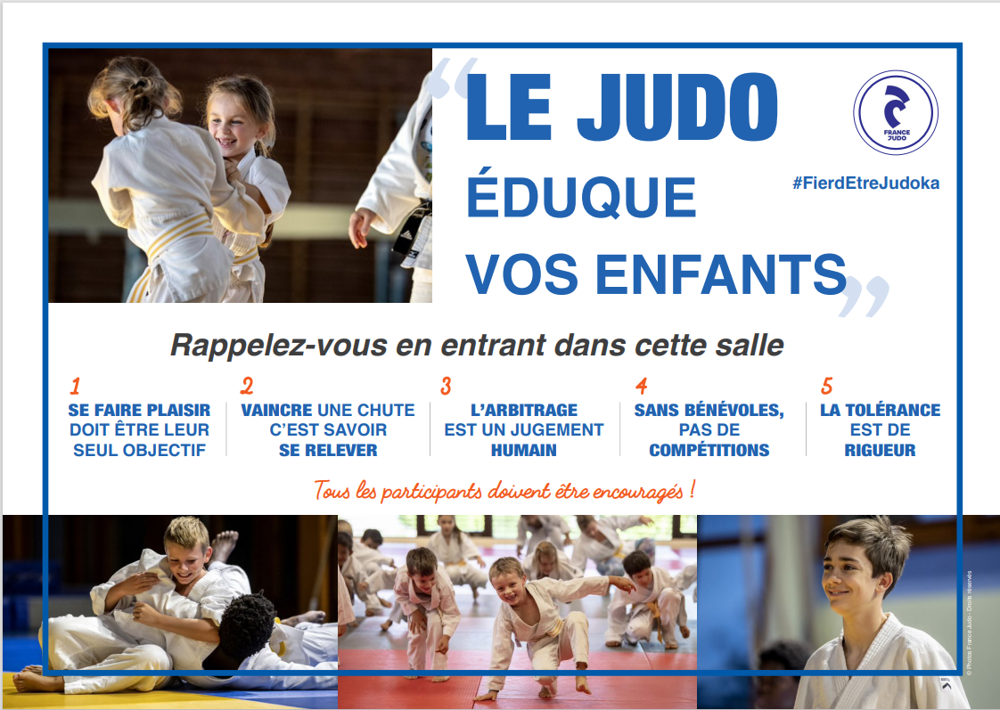 “LE JUDO
ÉDUQUE
VOS ENFANTS”
FRANCE
JUDO
#FierdEtreJudoka
Rappelez-vous en entrant dans cette salle
1
SE FAIRE PLAISIR
DOIT ÊTRE LEUR
SEUL OBJECTIF
2
VAINCRE UNE CHUTE
C’EST SAVOIR
SE RELEVER
3
L’ARBITRAGE
EST UN JUGEMENT
HUMAIN
4
SANS BÉNÉVOLES,
PAS DE
COMPÉTITIONS
5
LA TOLÉRANCE
EST DE
RIGUEUR
Tous les participants doivent être encouragés !
© Photos France Judo - Droits réservés